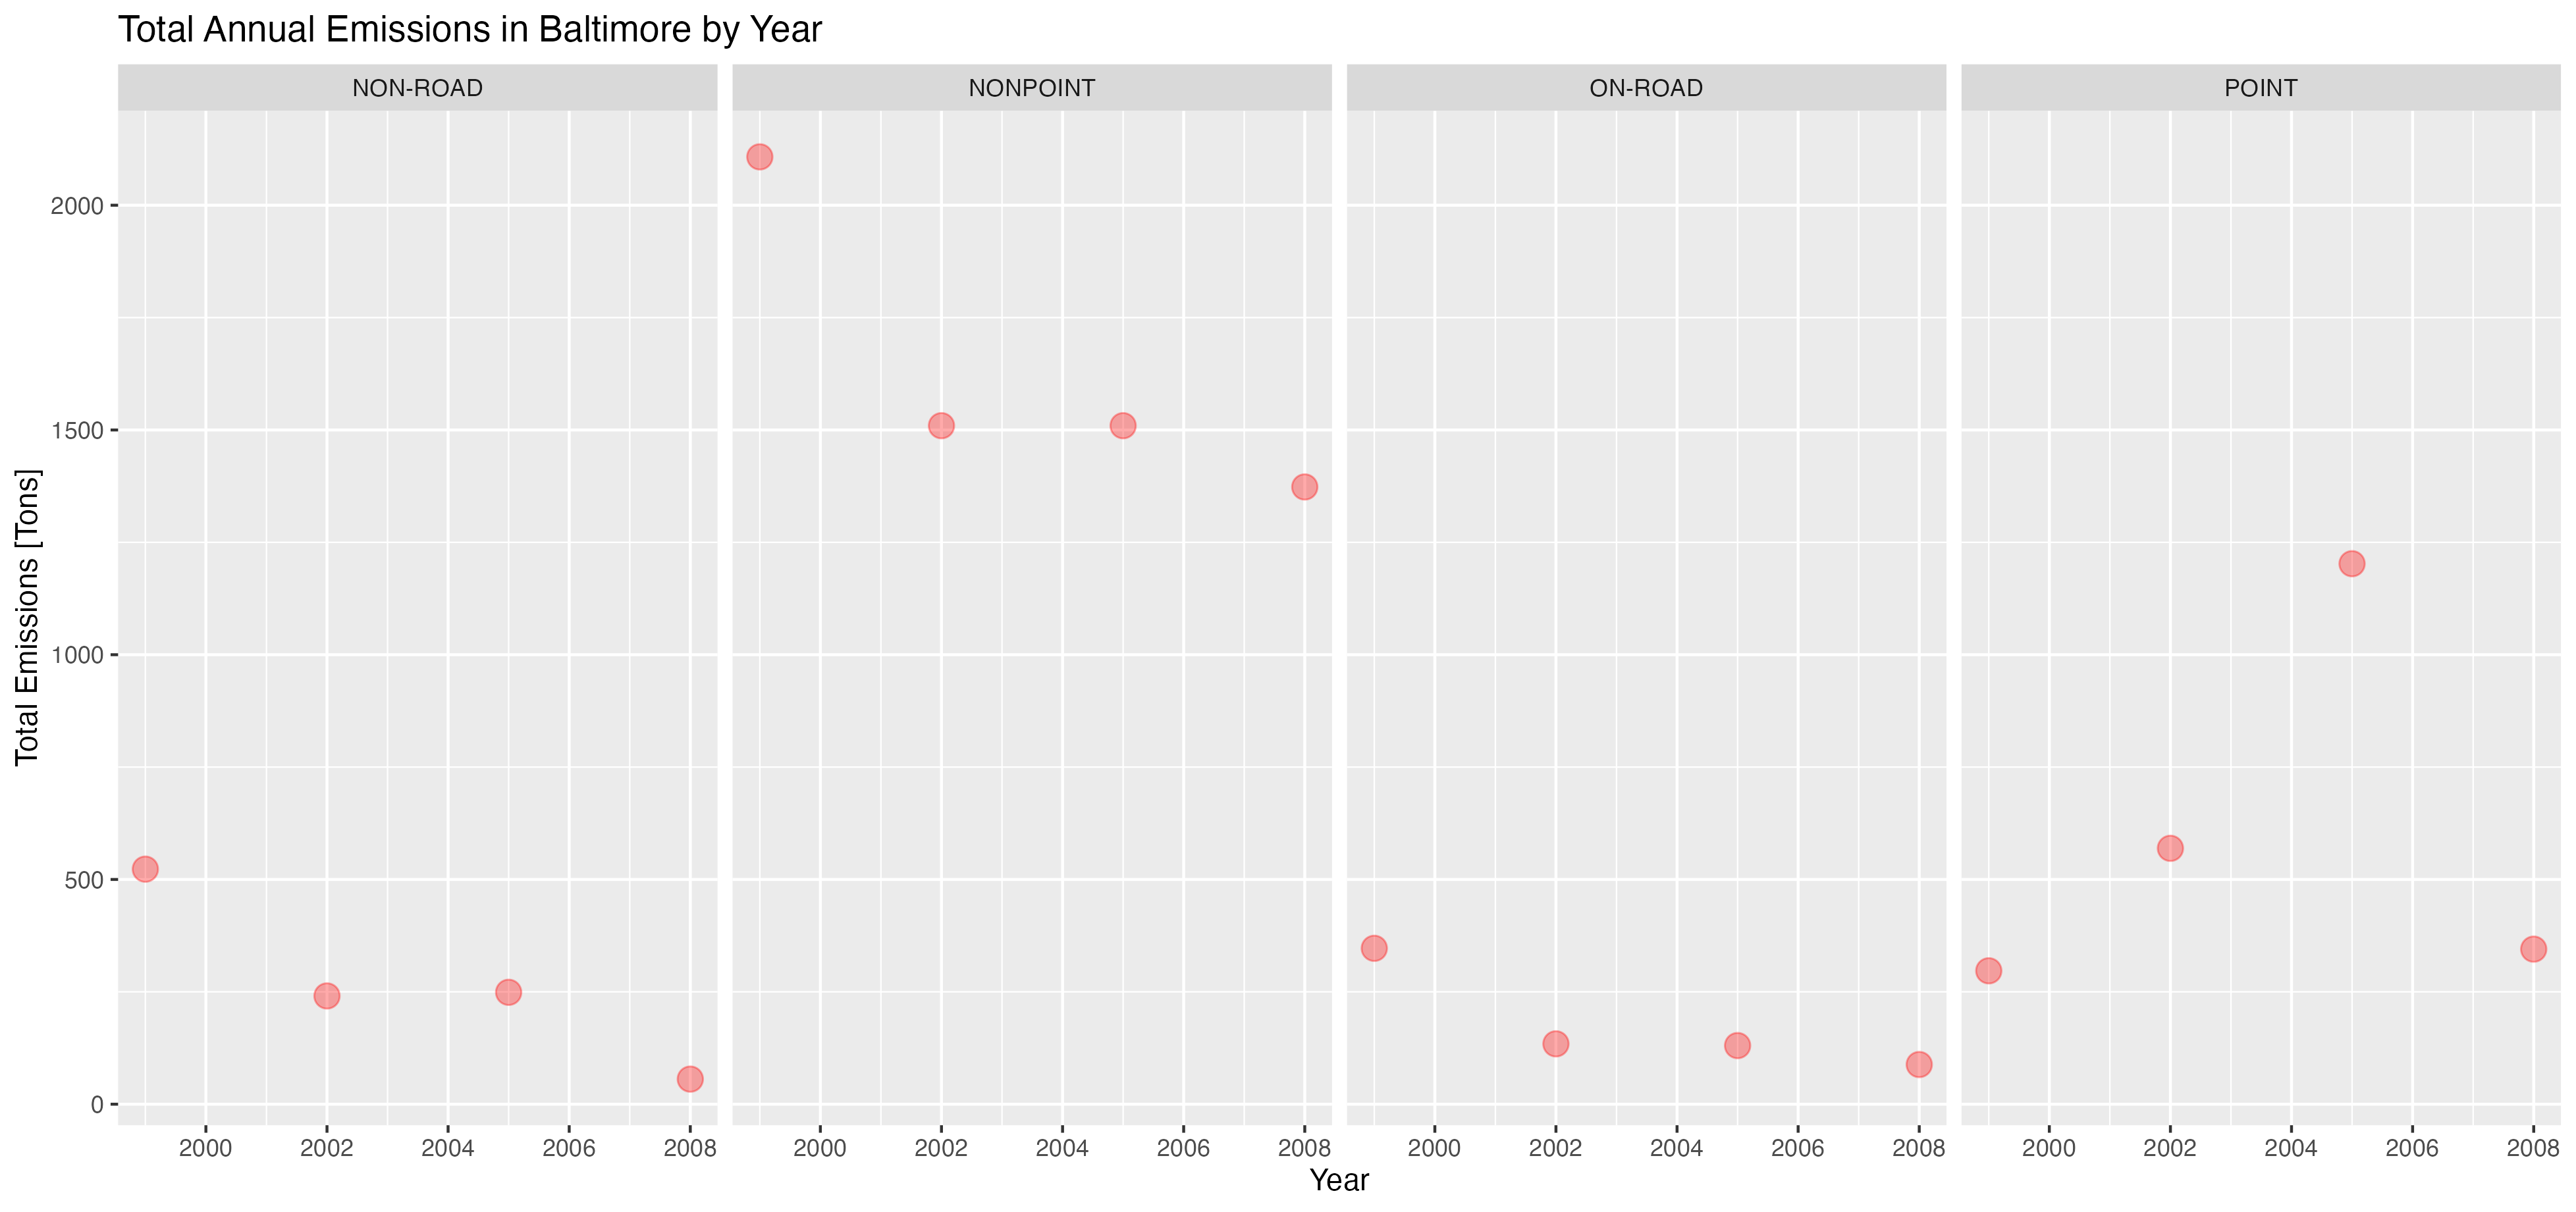 Total Annual Emissions in Baltimore by Year
NON-ROAD NONPOINT ON-ROAD POINT
Total Emissions [Tons]
2000
1500
1000
500
0
2000 2002 2004 2006 2008 2000 2002 2004 2006 2008 2000 2002 2004 2006 2008 2000 2002 2004 2006 2008
Year